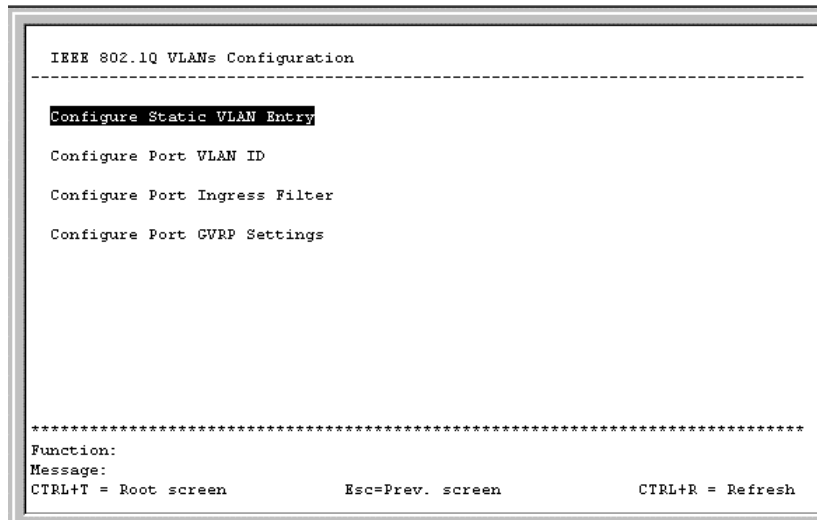 IEEE 802.1Q VLANs Configuration
--------------------------------------------------------------------------------
Configure Static VLAN Entry
Configure Port VLAN ID
Configure Port Ingress Filter
Configure Port GVRP Settings
********************************************************************************
Function:
Message:
CTRL+T = Root screen Esc=Prev. screen CTRL+R = Refresh